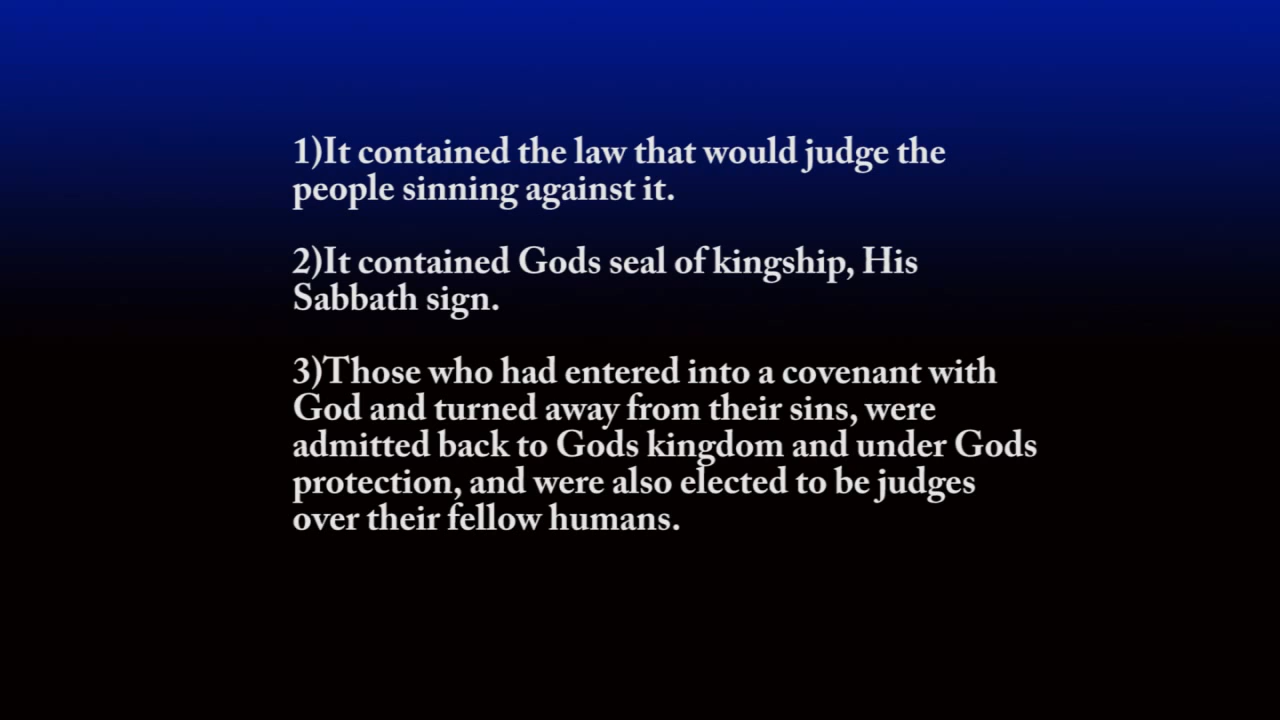 1)It contained the law that would judge the
people sinning against it.
2)It contained Gods seal of kingship, His
Sabbath sign.
3)Those who had entered into a covenant with
God and turned away from their sins, were
admitted back to Gods kingdom and under Gods
protection, and were also elected to be judges
over their fellow humans.